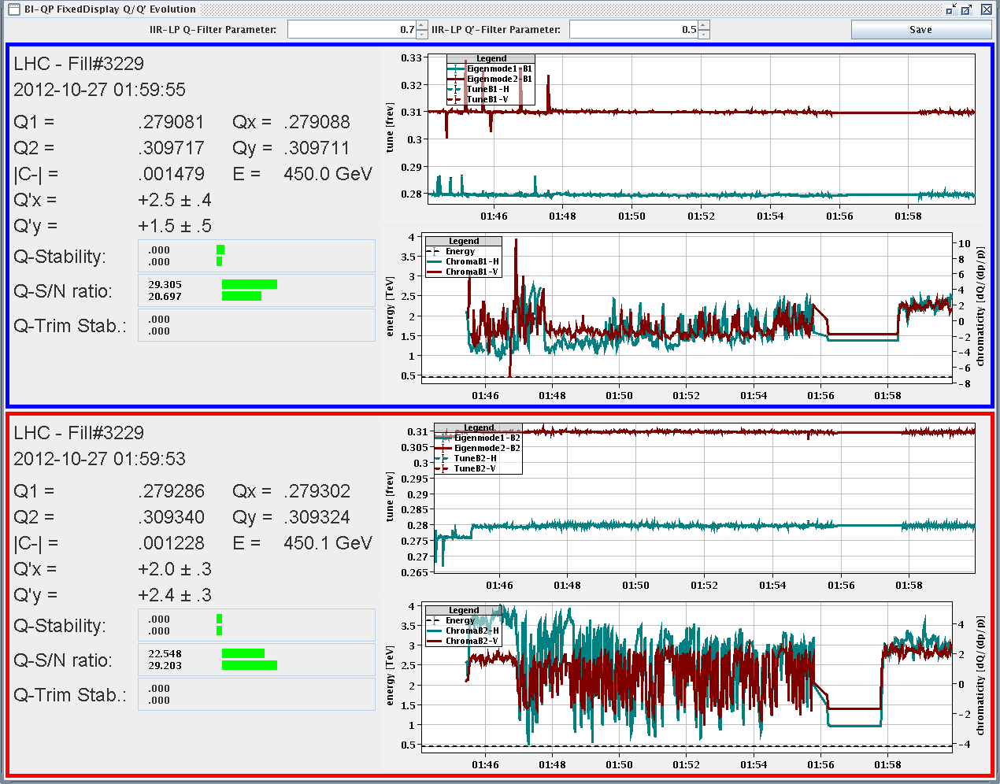 BI-QP FixedDisplay Q/Q' Evolution
IIR-LP Q-Filter Parameter: 0.7 IIR-LP Q'-Filter Parameter: 0.5 Save
LHC - Fill#3229
2012-10-27 01:59:55
Q1 = .279081 Qx = .279088
Q2 = .309717 Qy = .309711
|C-| = .001479 E = 450.0 GeV
Q'x = +2.5 ± .4
Q'y = +1.5 ± .5
Q-Stability: .000
.000
Q-S/N ratio: 29.305
20.697
Q-Trim Stab.: .000
.000
tune [frev]
0.33
0.32
0.31
0.3
0.29
0.28
Legend
Eigenmode1-B1
Eigenmode2-B1
TuneB1-H
TuneB1-V
01:46 01:48 01:50 01:52 01:54 01:56 01:58
energy [TeV]
4
3.5
3
2.5
2
1.5
1
0.5
Legend
Energy
ChromaB1-H
ChromaB1-V
10
8
6
4
2
0
-2
-4
-6
-8
chromaticity [dQ/(dp/p)]
01:46 01:48 01:50 01:52 01:54 01:56 01:58
LHC - Fill#3229
2012-10-27 01:59:53
Q1 = .279286 Qx = .279302
Q2 = .309340 Qy = .309324
|C-| = .001228 E = 450.1 GeV
Q'x = +2.0 ± .3
Q'y = +2.4 ± .3
Q-Stability: .000
.000
Q-S/N ratio: 22.548
29.203
Q-Trim Stab.: .000
.000
tune [frev]
0.31
0.305
0.3
0.295
0.29
0.285
0.28
0.275
0.27
0.265
Legend
Eigenmode1-B2
Eigenmode2-B2
TuneB2-H
TuneB2-V
01:46 01:48 01:50 01:52 01:54 01:56 01:58
energy [TeV]
4
3.5
3
2.5
2
1.5
1
0.5
Legend
Energy
ChromaB2-H
ChromaB2-V
4
2
0
-2
-4
chromaticity [dQ/(dp/p)]
01:46 01:48 01:50 01:52 01:54 01:56 01:58